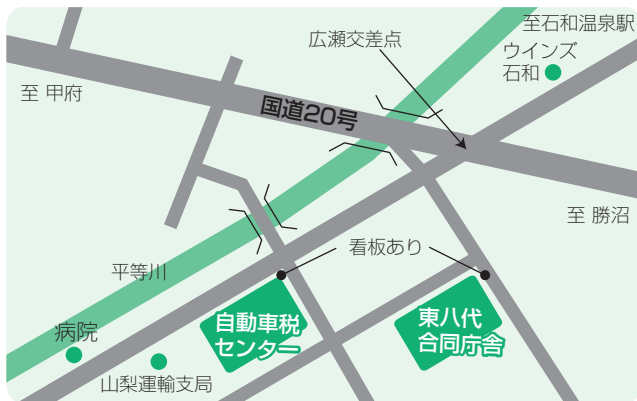 至石和温泉駅
広瀬交差点
ウインズ
石和
至 甲府
国道20号
至 勝沼
看板あり
平等川
自動車税
センター
東八代
合同庁舎
病院
山梨運輸支局